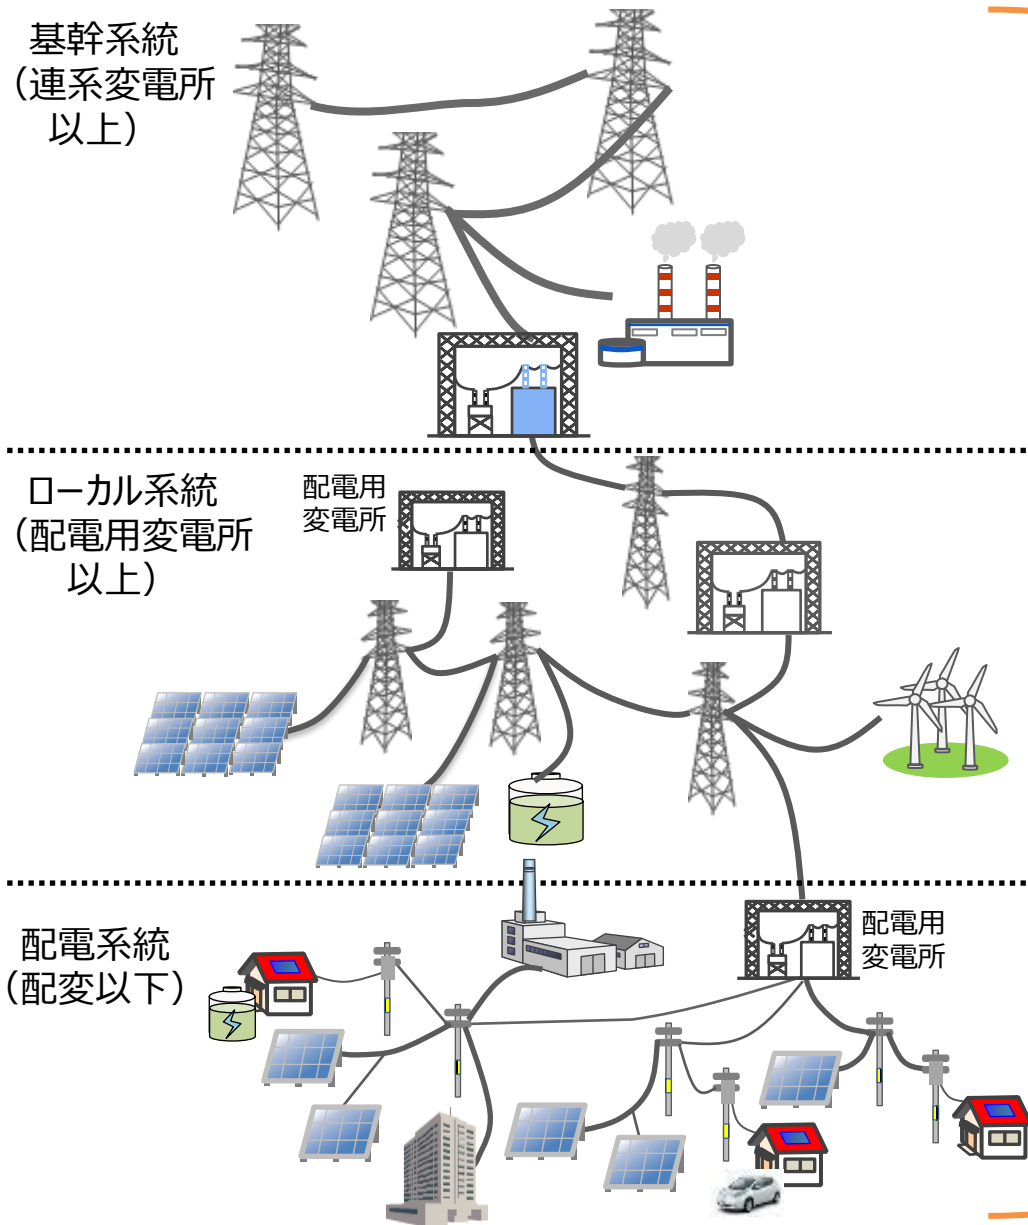 基幹系統
（連系変電所
以上）
ローカル系統
（配電用変電所
以上）
配電用
変電所
配電系統
（配変以下）
配電用
変電所